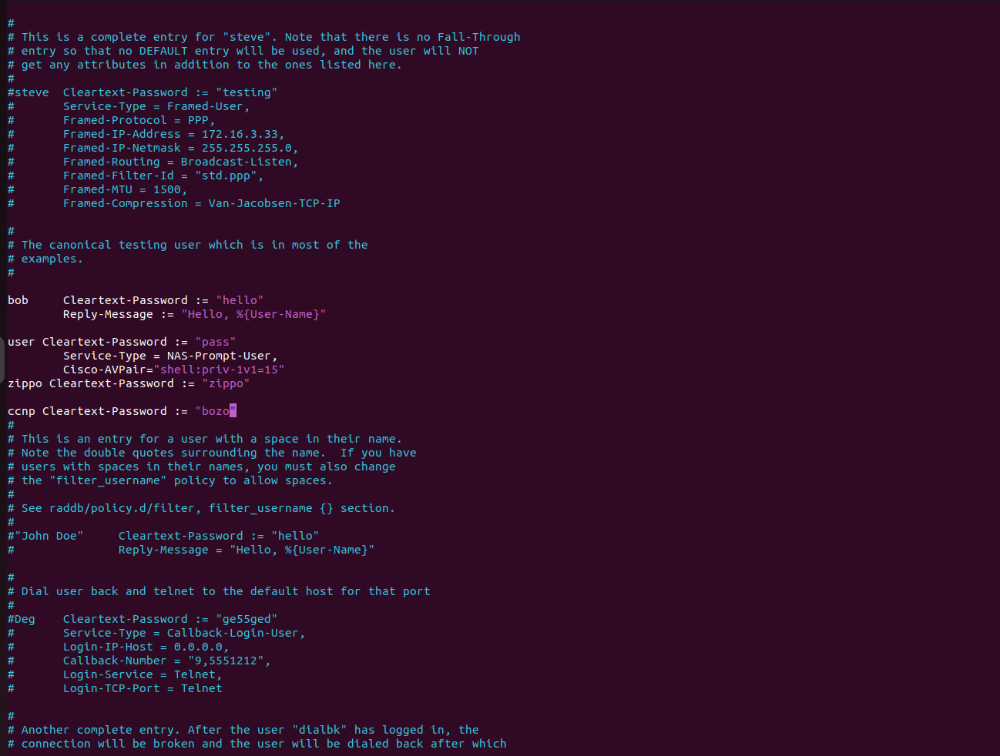 #
# This is a complete entry for "steve". Note that there is no Fall-Through
# entry so that no DEFAULT entry will be used, and the user will NOT
# get any attributes in addition to the ones listed here.
#
#steve  Cleartext-Password := "testing"
#       Service-Type = Framed-User,
#       Framed-Protocol = PPP,
#       Framed-IP-Address = 172.16.3.33,
#       Framed-IP-Netmask = 255.255.255.0,
#       Framed-Routing = Broadcast-Listen,
#       Framed-Filter-Id = "std.ppp",
#       Framed-MTU = 1500,
#       Framed-Compression = Van-Jacobsen-TCP-IP

#
# The canonical testing user which is in most of the
# examples.
#

bob     Cleartext-Password := "hello"
        Reply-Message := "Hello, %{User-Name}"

user Cleartext-Password := "pass"
        Service-Type = NAS-Prompt-User,
        Cisco-AVPair="shell:priv-1v1=15"
zippo Cleartext-Password := "zippo"

ccnp Cleartext-Password := "bozo"
#
# This is an entry for a user with a space in their name.
# Note the double quotes surrounding the name.  If you have
# users with spaces in their names, you must also change
# the "filter_username" policy to allow spaces.
#
# See raddb/policy.d/filter, filter_username {} section.
#
#"John Doe"     Cleartext-Password := "hello"
#               Reply-Message = "Hello, %{User-Name}"

#
# Dial user back and telnet to the default host for that port
#
#Deg    Cleartext-Password := "ge55ged"
#       Service-Type = Callback-Login-User,
#       Login-IP-Host = 0.0.0.0,
#       Callback-Number = "9,5551212",
#       Login-Service = Telnet,
#       Login-TCP-Port = Telnet

#
# Another complete entry. After the user "dialbk" has logged in, the
# connection will be broken and the user will be dialed back after which